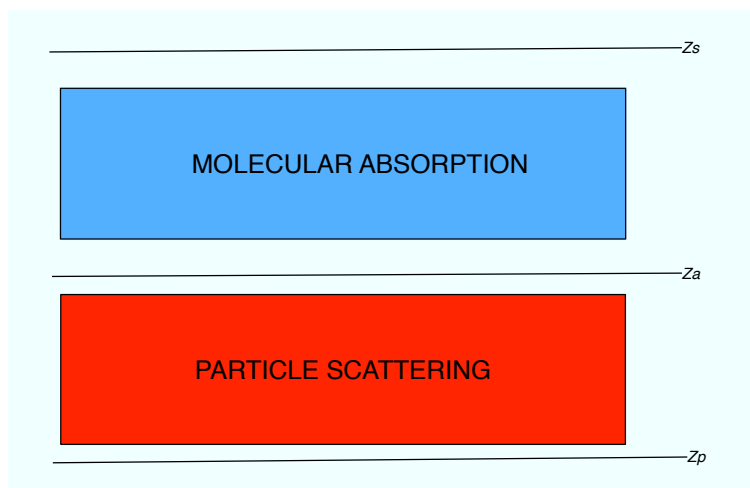 Zs
MOLECULAR ABSORPTION
Za
PARTICLE SCATTERING
Zp